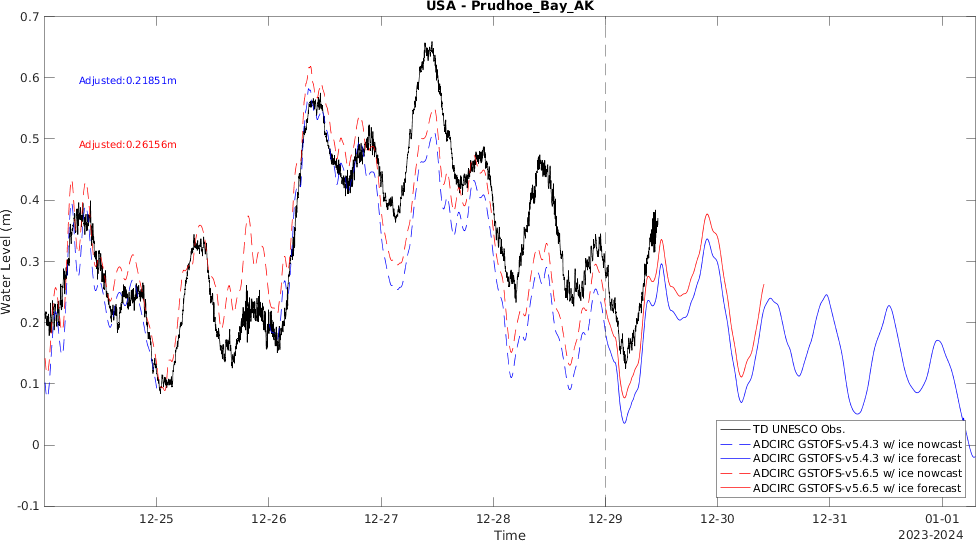 USA - Prudhoe_Bay_AK
0.7
0.6
0.5
0.4
0.3
0.2
0.1
0
-0.1
Water Level (m)
Adjusted:0.21851m
Adjusted:0.26156m
TD UNESCO Obs.
ADCIRC GSTOFS-v5.4.3 w/ ice nowcast
ADCIRC GSTOFS-v5.4.3 w/ ice forecast
ADCIRC GSTOFS-v5.6.5 w/ ice nowcast
ADCIRC GSTOFS-v5.6.5 w/ ice forecast
12-25 12-26 12-27 12-28 12-29 12-30 12-31 01-01
Time
2023-2024